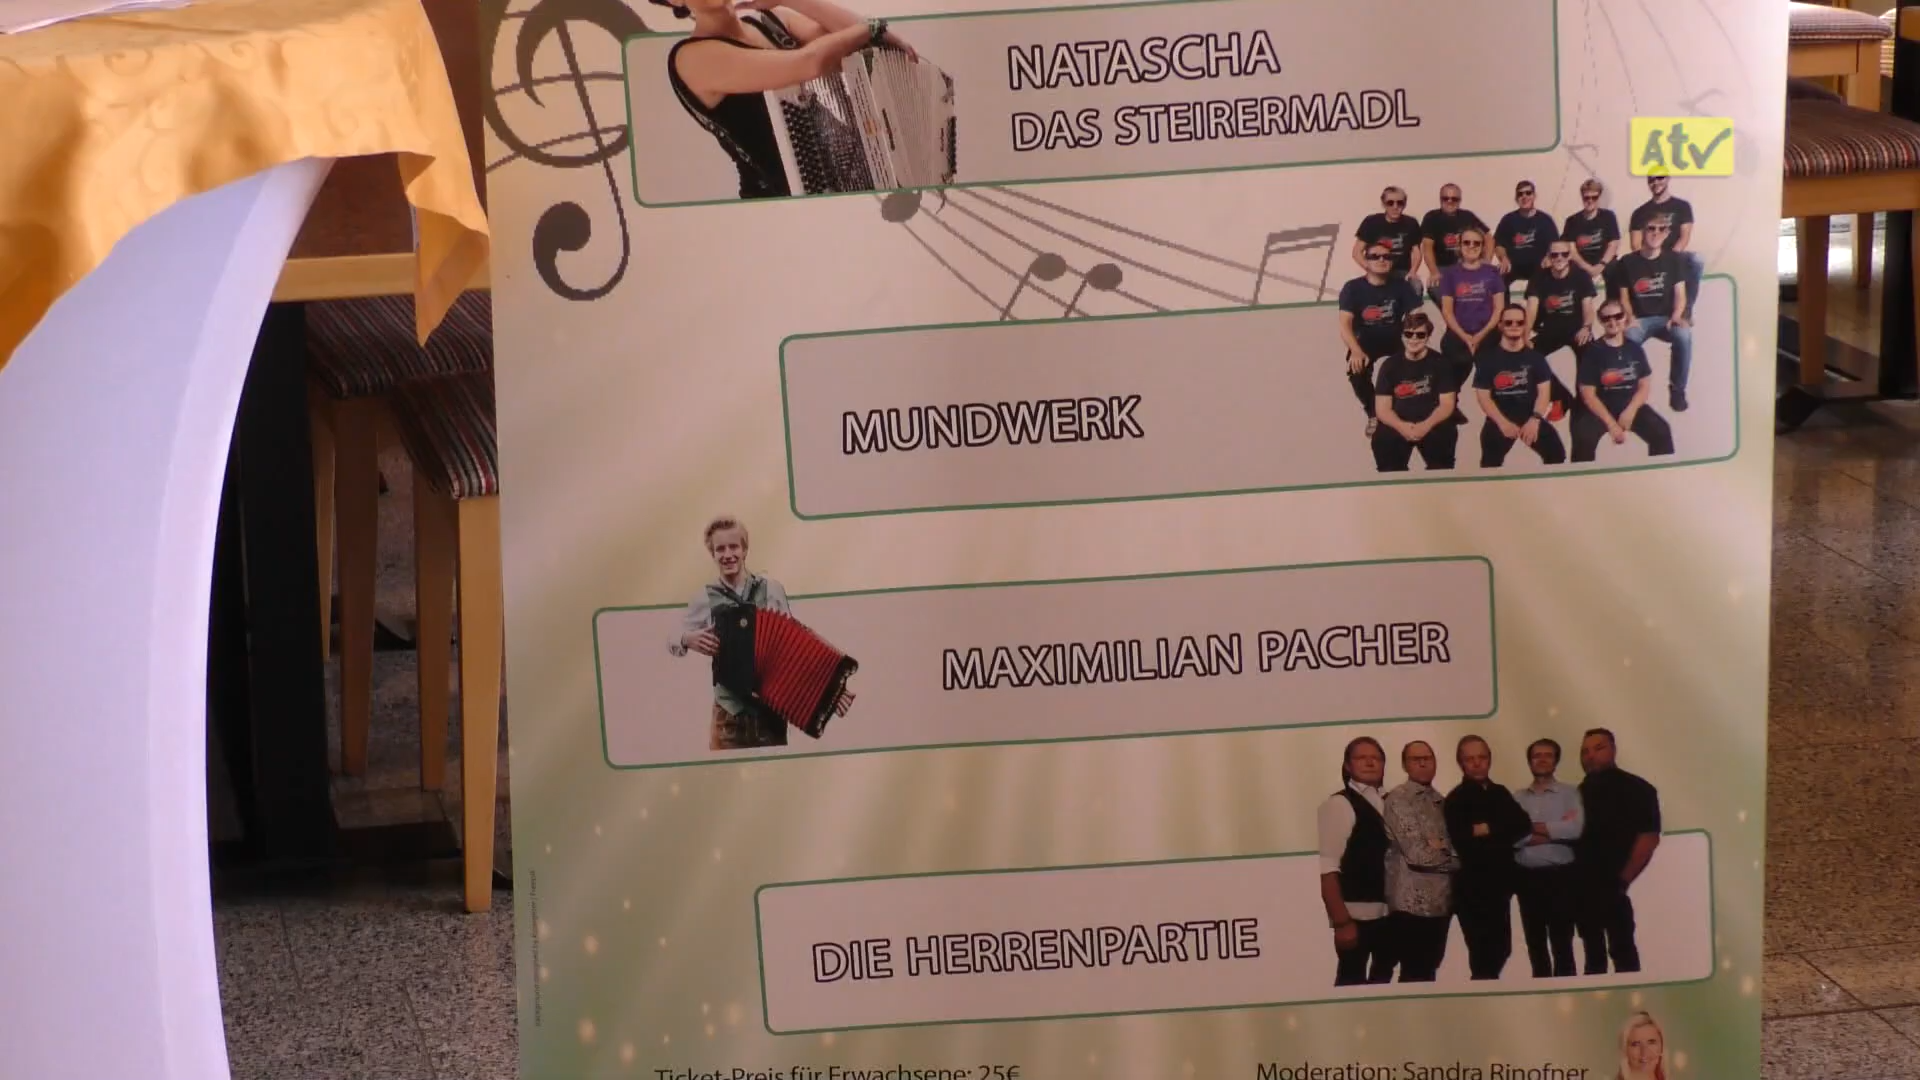 NATASCHA
DAS STEIRERMADL
Atv
MUNDWERK
MAXIMILIAN PACHER
DIE HERRENPARTIE
Ticket-Preis für Erwachsene: 25€
Moderation: Sandra Rinofner